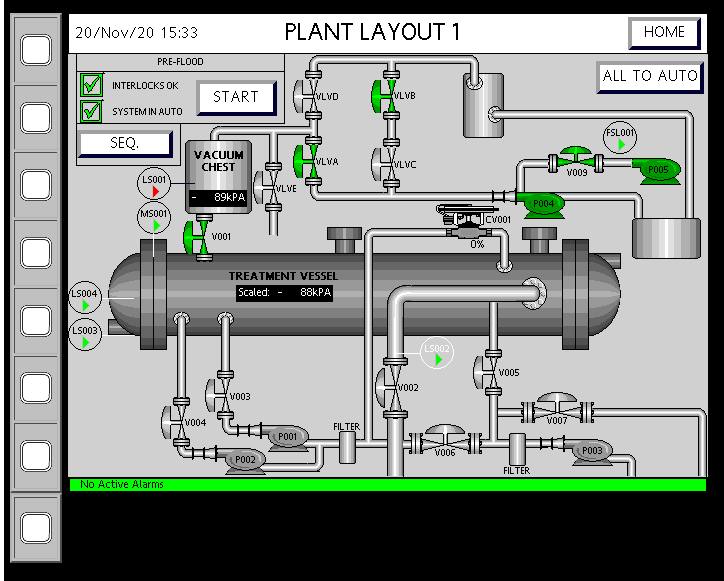 20/Nov/20 15:33
PLANT LAYOUT 1
HOME
PRE-FLOOD
INTERLOCKS OK
SYSTEM IN AUTO
START
ALL TO AUTO
SEQ.
VLVD
VLVB
FSL001
VACUUM
CHEST
- 89kPA
VLVA
VLVC
VLVE
V009
P005
LS001
P004
MS001
V001
CV001
0%
TREATMENT VESSEL
Scaled: - 88kPA
LS004
LS003
LS002
V002
V005
V003
V004
V007
FILTER
P001
P002
V006
P003
FILTER
No Active Alarms